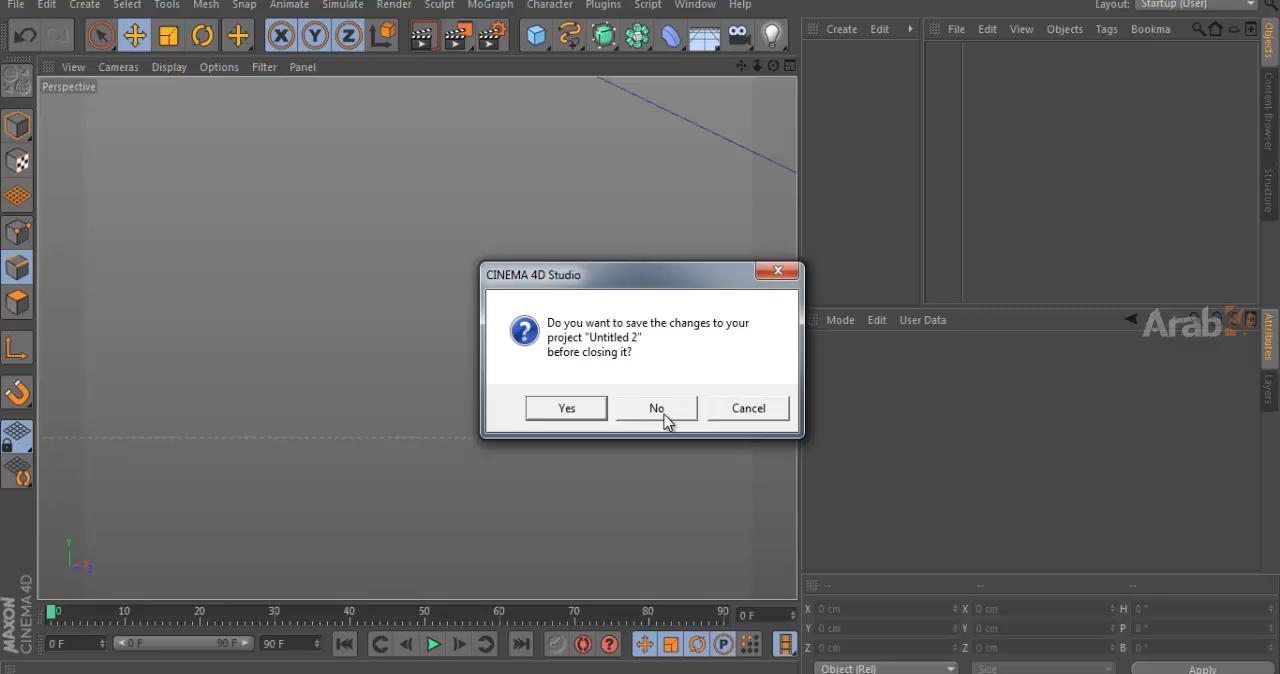 File Edit Create Select Tools Mesh Snap Animate Simulate Render Sculpt MoGraph Character Plugins Script Window Help Layout: Startup (User)
X Y Z
Create Edit
File Edit View Objects Tags Bookma
View Cameras Display Options Filter Panel
Perspective
Objects
Content Browser
Structure
CINEMA 4D Studio
Do you want to save the changes to your
project "Untitled 2"
before closing it?
Yes No Cancel
Mode Edit User Data
Arab
Attributes
Layers
Y
Z
MAXON
CINEMA 4D
0 10 20 30 40 50 60 70 80 90 0 F
0 F 0 F 90 F 90 F
P
-- -- --
X 0 cm X 0 cm H 0 °
Y 0 cm Y 0 cm P 0 °
Z 0 cm Z 0 cm B 0 °
Object (Rel) Size Apply